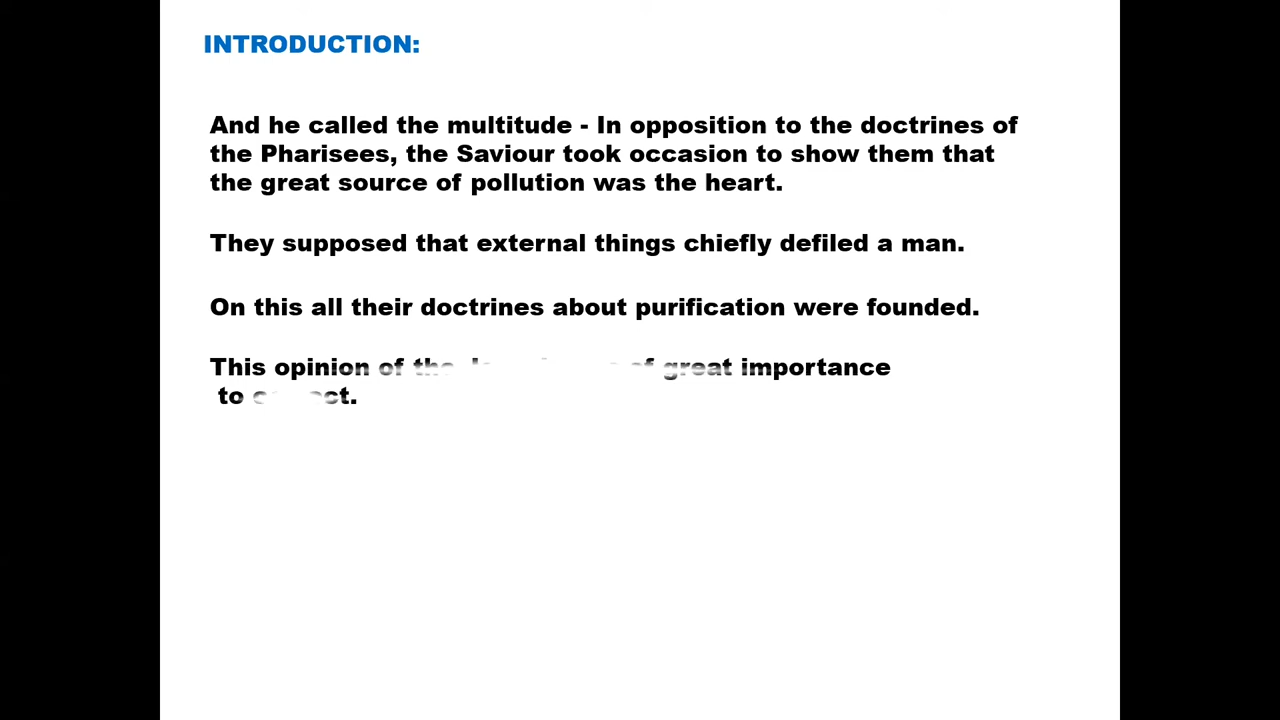 INTRODUCTION:
And he called the multitude - In opposition to the doctrines of
the Pharisees, the Saviour took occasion to show them that
the great source of pollution was the heart.
They supposed that external things chiefly defiled a man.
On this all their doctrines about purification were founded.
This opinion of the of great importance
to